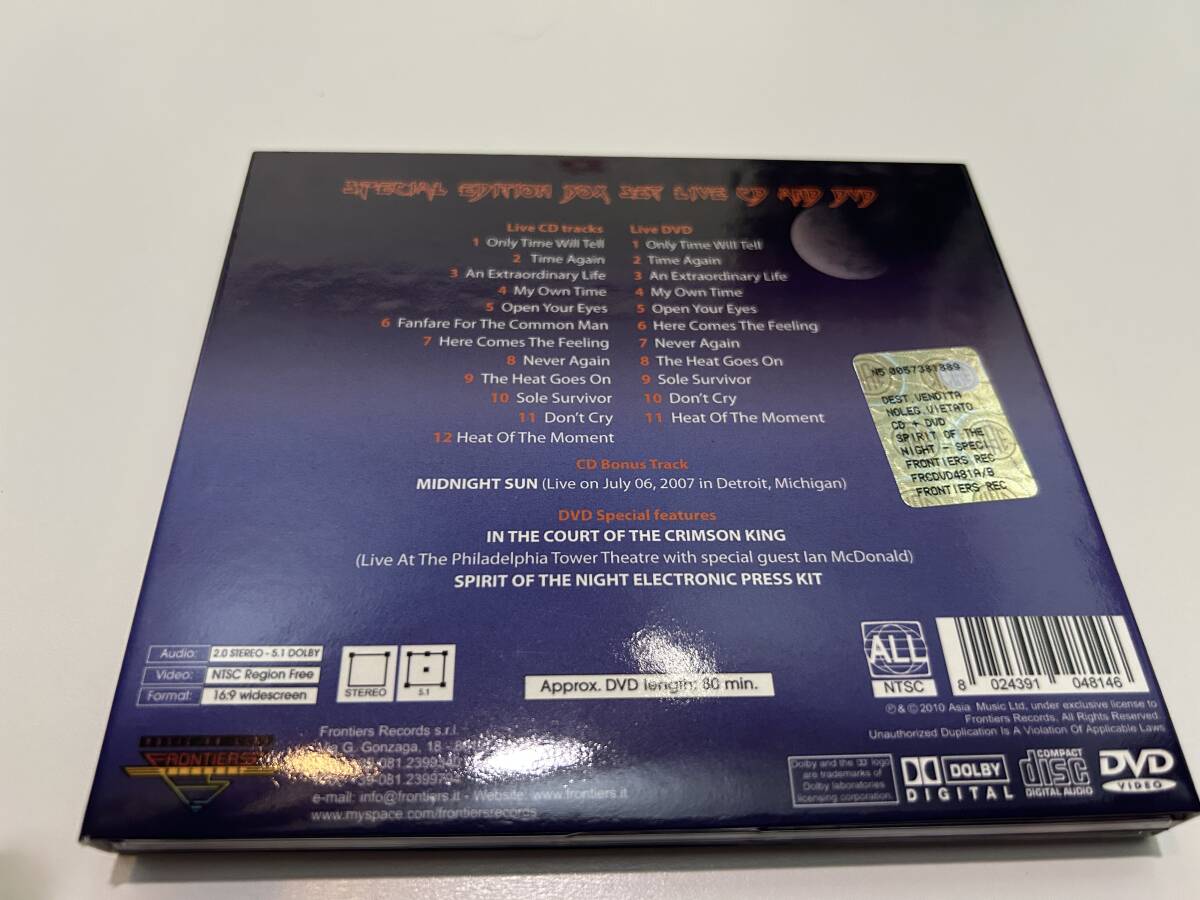 SPECIAL EDITION BOX SET LIVE CD AND DVD
Live CD tracks
1 Only Time Will Tell
2 Time Again
3 An Extraordinary Life
4 My Own Time
5 Open Your Eyes
6 Fanfare For The Common Man
7 Here Comes The Feeling
8 Never Again
9 The Heat Goes On
10 Sole Survivor
11 Don't Cry
12 Heat Of The Moment
Live DVD
1 Only Time Will Tell
2 Time Again
3 An Extraordinary Life
4 My Own Time
5 Open Your Eyes
6 Here Comes The Feeling
7 Never Again
8 The Heat Goes On
9 Sole Survivor
10 Don't Cry
11 Heat Of The Moment
CD Bonus Track
MIDNIGHT SUN (Live on July 06, 2007 in Detroit, Michigan)
DVD Special features
IN THE COURT OF THE CRIMSON KING
(Live At The Philadelphia Tower Theatre with special guest Ian McDonald)
SPIRIT OF THE NIGHT ELECTRONIC PRESS KIT
N5 0057381389
DEST.VENDITA
NOLEG.VIETATO
CD + DVD
SPIRIT OF THE
NIGHT - SPECI
FRONTIERS REC
FRCDVD481A/B
FRONTIERS REC
Audio: 2.0 STEREO - 5.1 DOLBY
Video: NTSC Region Free
Format: 16:9 widescreen
STEREO
5.1
Approx. DVD length: 80 min.
ALL
NTSC
8 024391 048146
℗ & © 2010 Asia Music Ltd, under exclusive license to
Frontiers Records. All Rights Reserved.
Unauthorized Duplication Is A Violation Of Applicable Laws
FRONTIERS
Frontiers Records s.r.l.
Via G. Gonzaga, 18 -
e-mail: info@frontiers.it - Website: www.frontiers.it
www.myspace.com/frontiersrecords
Dolby and the DD logo
are trademarks of
Dolby laboratories
licensing corporation.
DOLBY
DIGITAL
COMPACT
disc
DIGITAL AUDIO
DVD
VIDEO